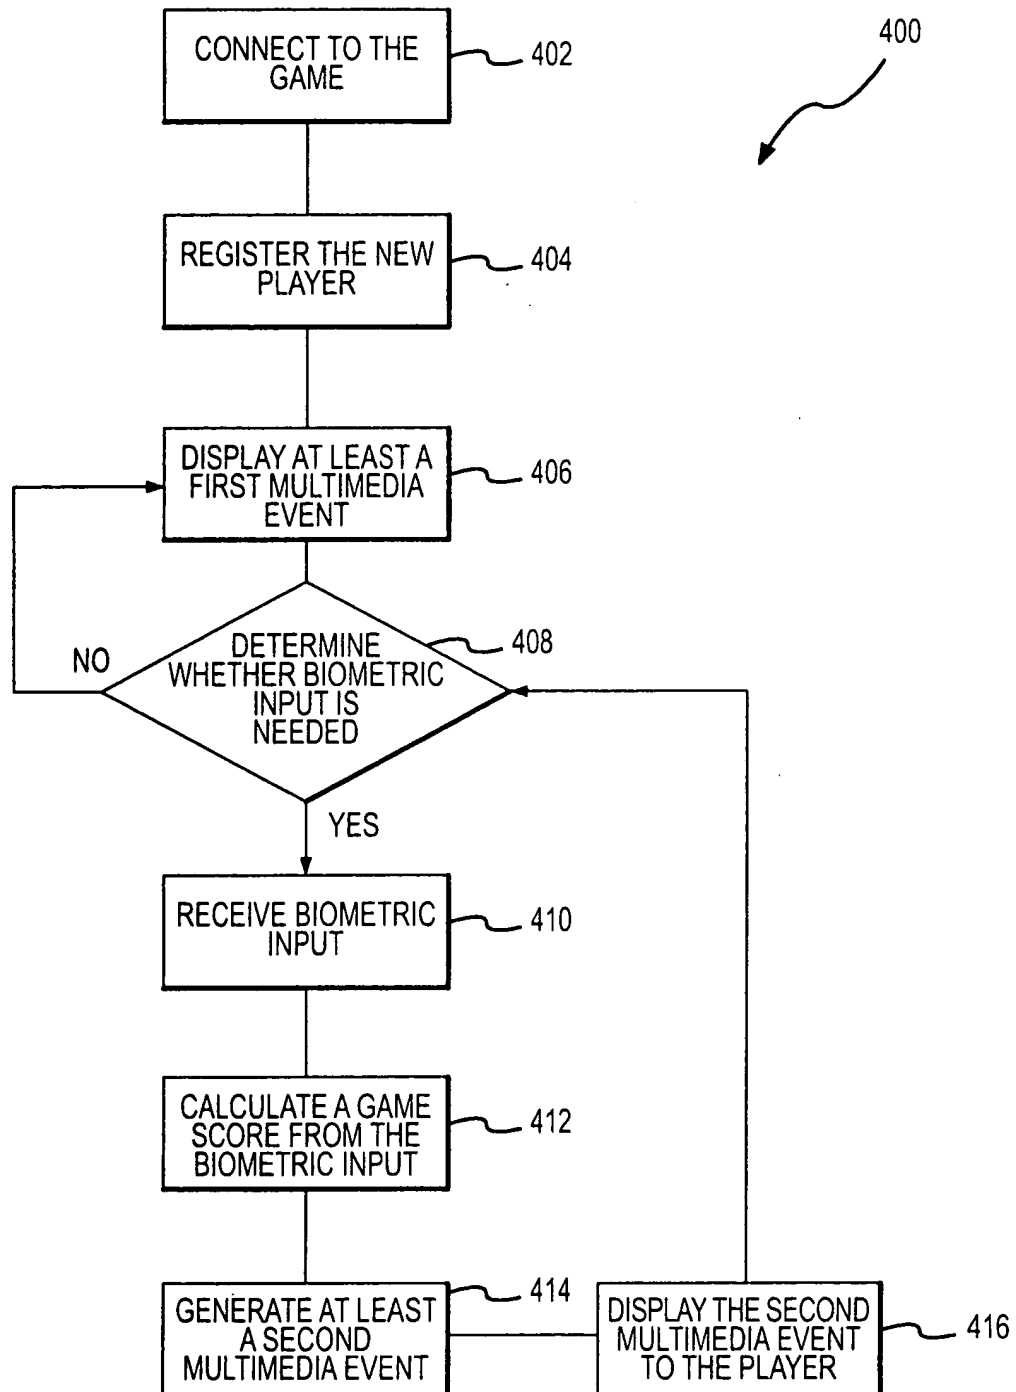 400
CONNECT TO THE
GAME
402
REGISTER THE NEW
PLAYER
404
DISPLAY AT LEAST A
FIRST MULTIMEDIA
EVENT
406
DETERMINE
WHETHER BIOMETRIC
INPUT IS
NEEDED
408
NO
YES
RECEIVE BIOMETRIC
INPUT
410
CALCULATE A GAME
SCORE FROM THE
BIOMETRIC INPUT
412
GENERATE AT LEAST
A SECOND
MULTIMEDIA EVENT
414
DISPLAY THE SECOND
MULTIMEDIA EVENT
TO THE PLAYER
416